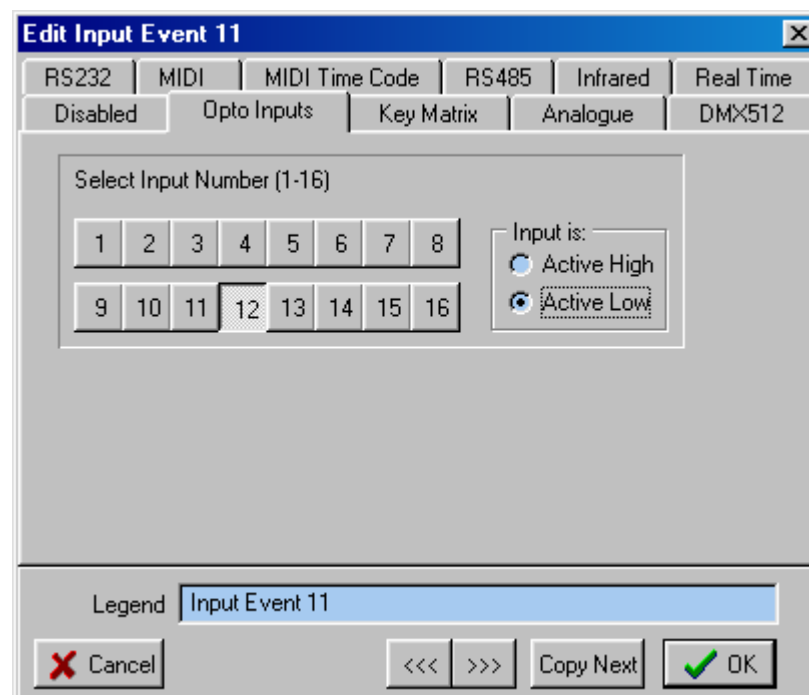 Edit Input Event 11
RS232 MIDI MIDI Time Code RS485 Infrared Real Time
Disabled Opto Inputs Key Matrix Analogue DMX512
Select Input Number (1-16)
1 2 3 4 5 6 7 8
9 10 11 12 13 14 15 16
Input is:
Active High
Active Low
Legend Input Event 11
Cancel <<< >>> Copy Next OK